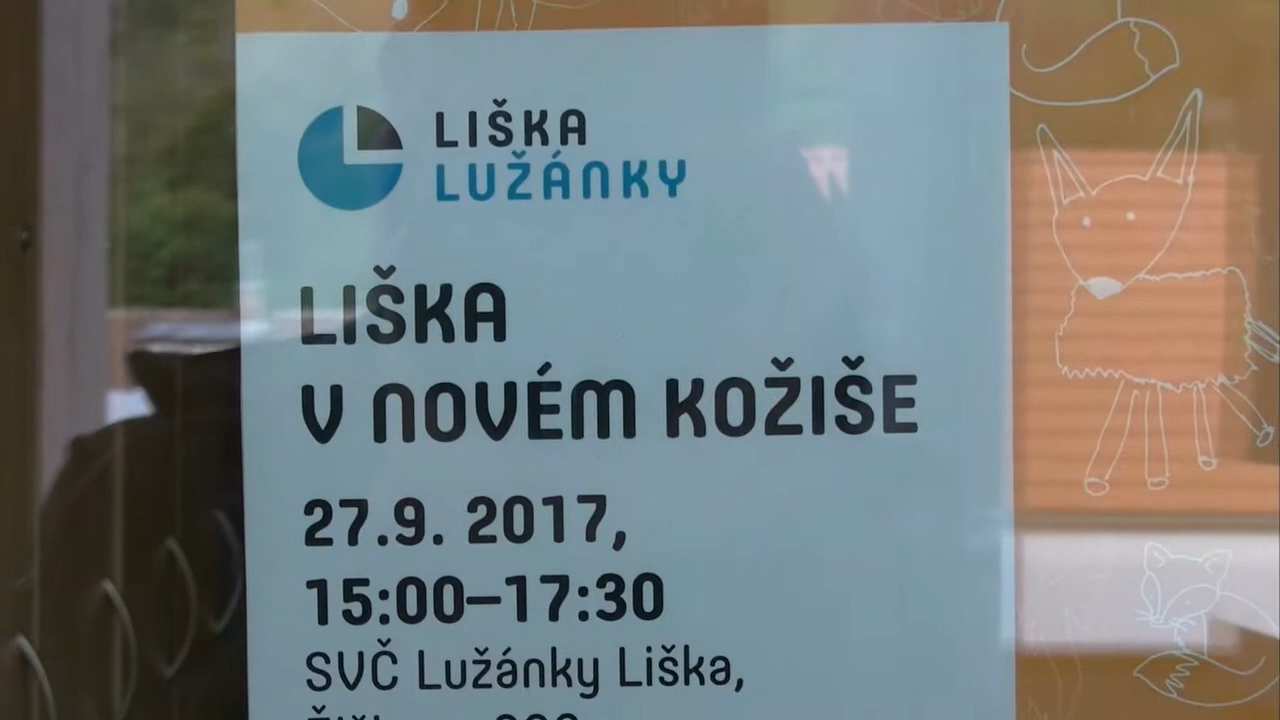 LIŠKA
LUŽÁNKY
LIŠKA
V NOVÉM KOŽIŠE
27.9. 2017,
15:00–17:30
SVČ Lužánky Liška,